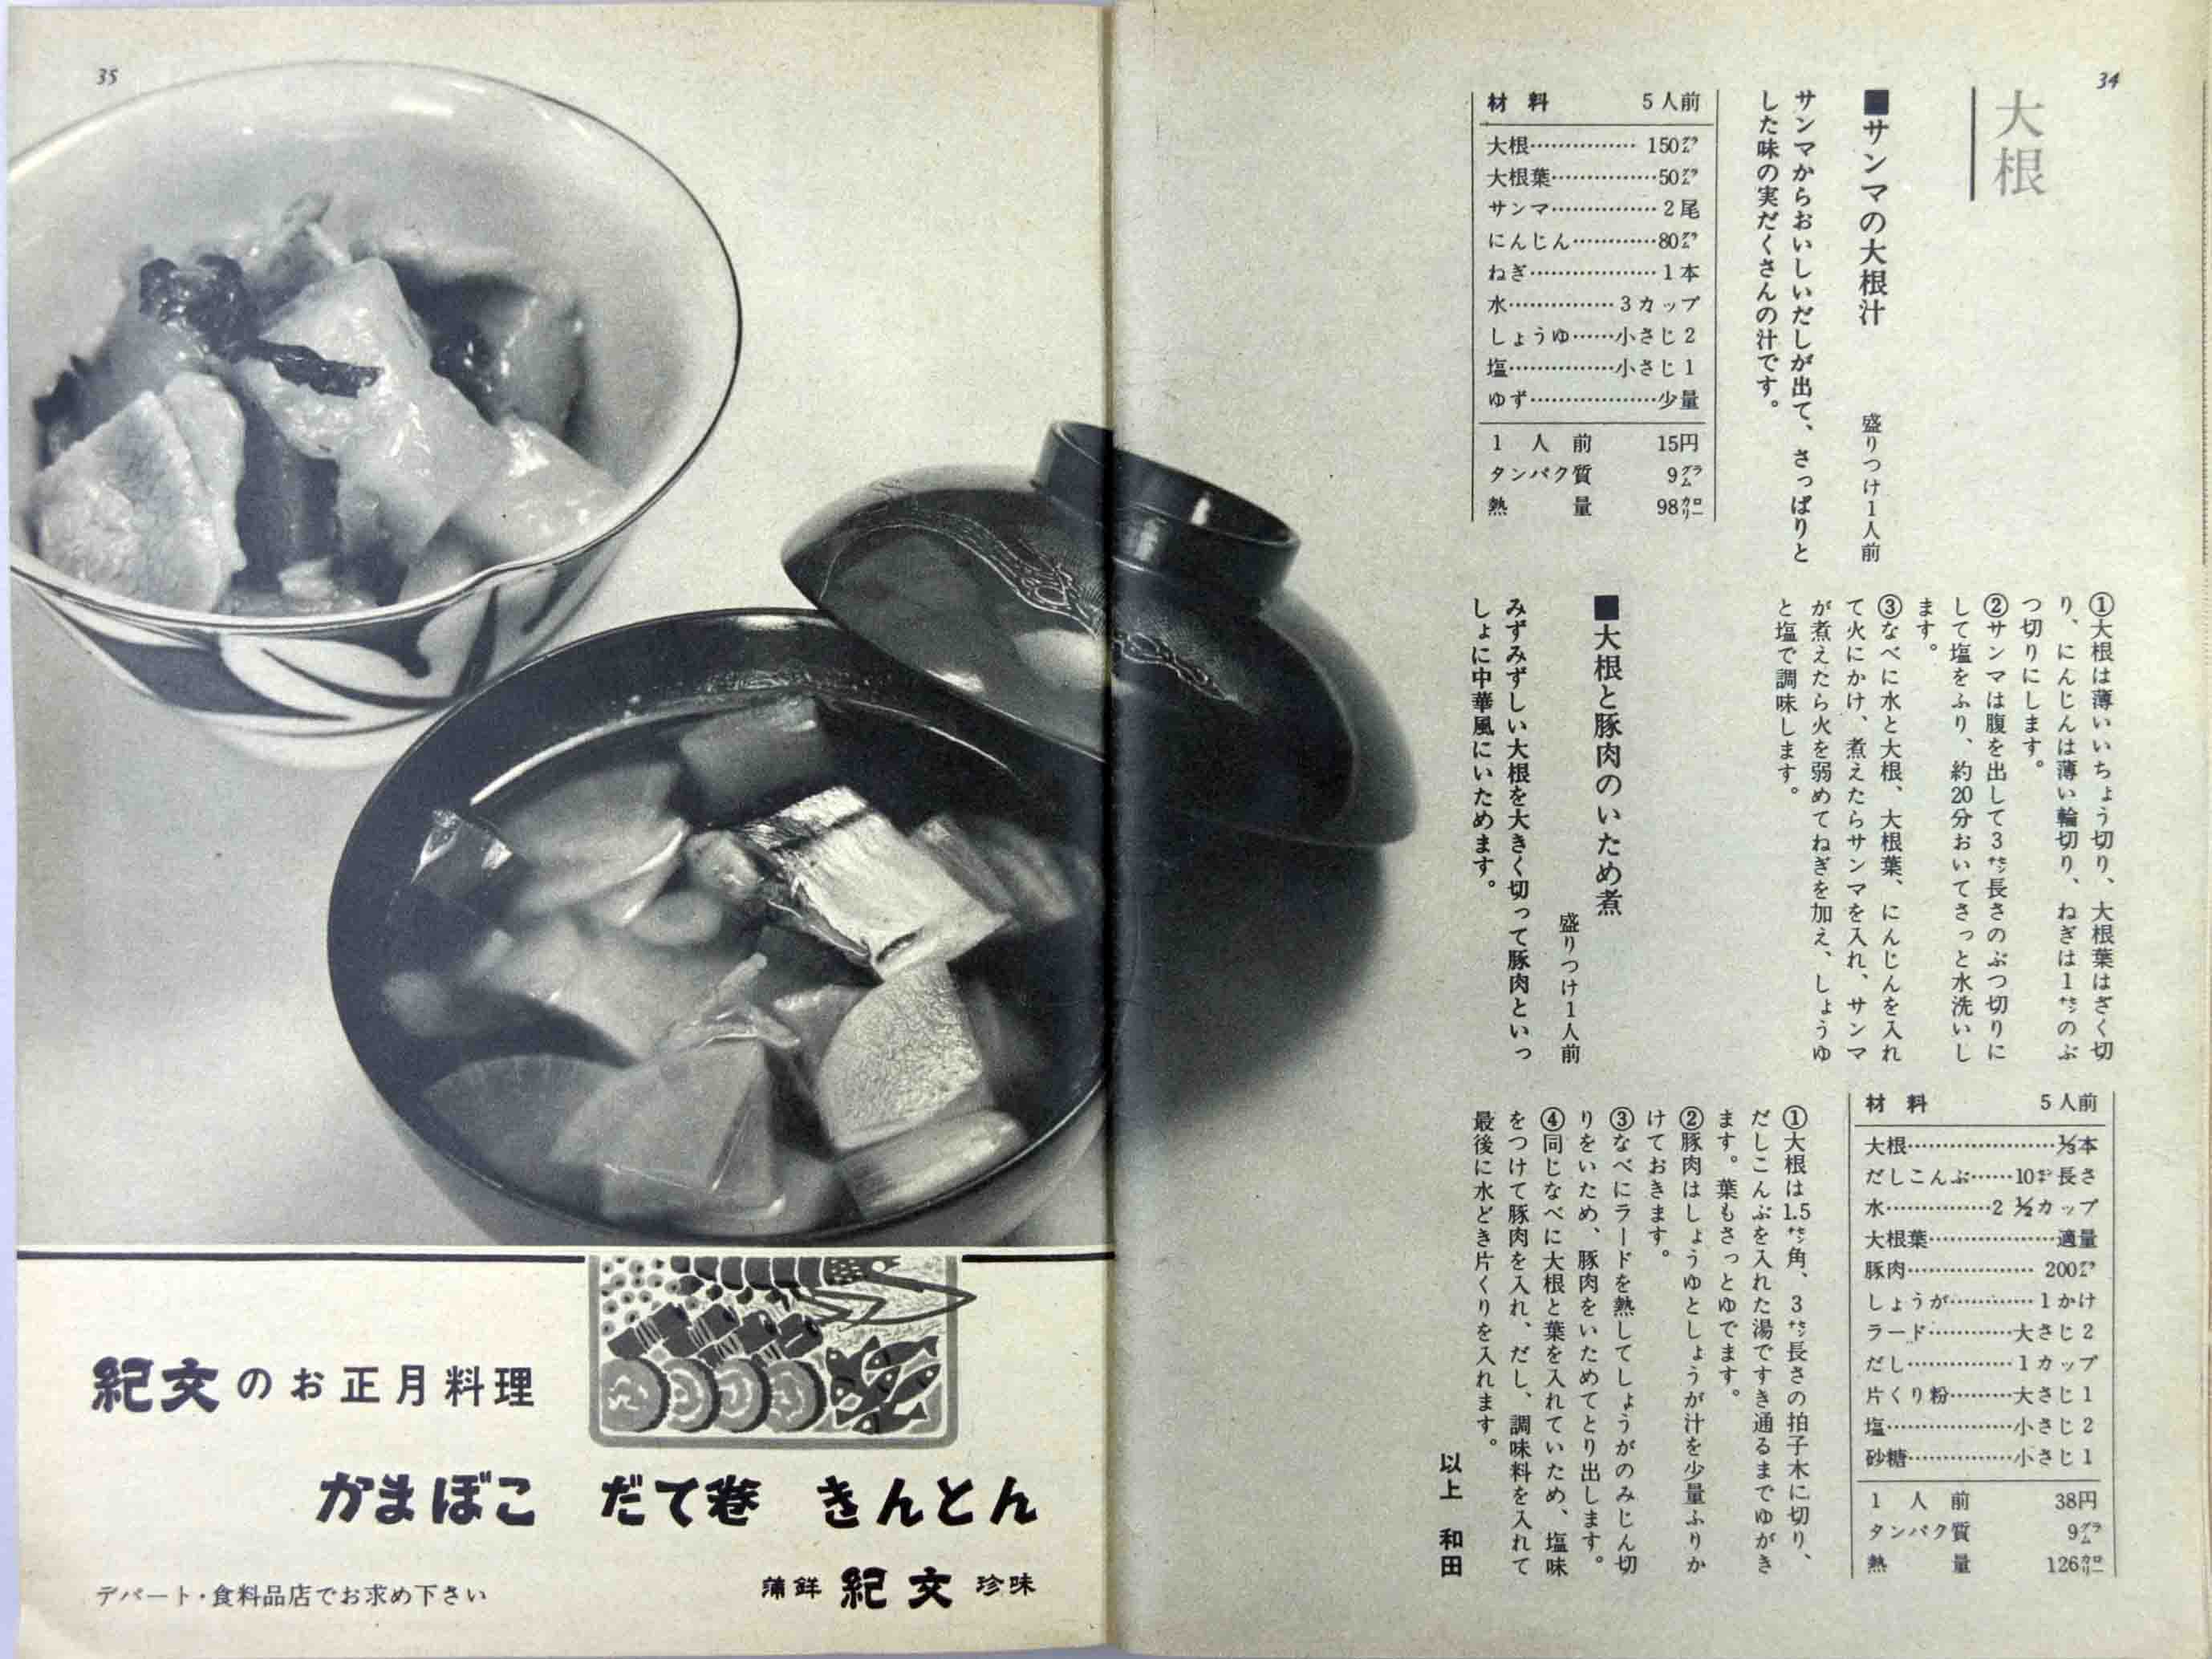 34
大根
■サンマの大根汁
盛りつけ1人前
サンマからおいしいだしが出て、さっぱりと
した味の実だくさんの汁です。
材料 5人前
大根……………150グラム
大根葉……………50グラム
サンマ……………2尾
にんじん…………80グラム
ねぎ………………1本
水……………3カップ
しょうゆ……小さじ2
塩……………小さじ1
ゆず………………少量
1人前 15円
タンパク質 9グラム
熱量 98カロリー
①大根は薄いいちょう切り、大根葉はざく切
り、にんじんは薄い輪切り、ねぎは1センチのぶ
つ切りにします。
②サンマは腹を出して3センチ長さのぶつ切りに
して塩をふり、約20分おいてさっと水洗いし
ます。
③なべに水と大根、大根葉、にんじんを入れ
て火にかけ、煮えたらサンマを入れ、サンマ
が煮えたら火を弱めてねぎを加え、しょうゆ
と塩で調味します。
■大根と豚肉のいため煮
盛りつけ1人前
みずみずしい大根を大きく切って豚肉といっ
しょに中華風にいためます。
材料 5人前
大根…………………⅓本
だしこんぶ……10センチ長さ
水……………2½カップ
大根葉………………適量
豚肉………………200グラム
しょうが…………1かけ
ラード…………大さじ2
だし……………1カップ
片くり粉………大さじ1
塩………………小さじ2
砂糖……………小さじ1
1人前 38円
タンパク質 9グラム
熱量 126カロリー
①大根は1.5センチ角、3センチ長さの拍子木に切り、
だしこんぶを入れた湯ですき通るまでゆがき
ます。葉もさっとゆでます。
②豚肉はしょうゆとしょうが汁を少量ふりか
けておきます。
③なべにラードを熱してしょうがのみじん切
りをいため、豚肉をいためてとり出します。
④同じなべに大根と葉を入れていため、塩味
をつけて豚肉を入れ、だし、調味料を入れて
最後に水どき片くりを入れます。
以上 和田
35
紀文のお正月料理
かまぼこ だて巻 きんとん
デパート・食料品店でお求め下さい
蒲鉾 紀文 珍味